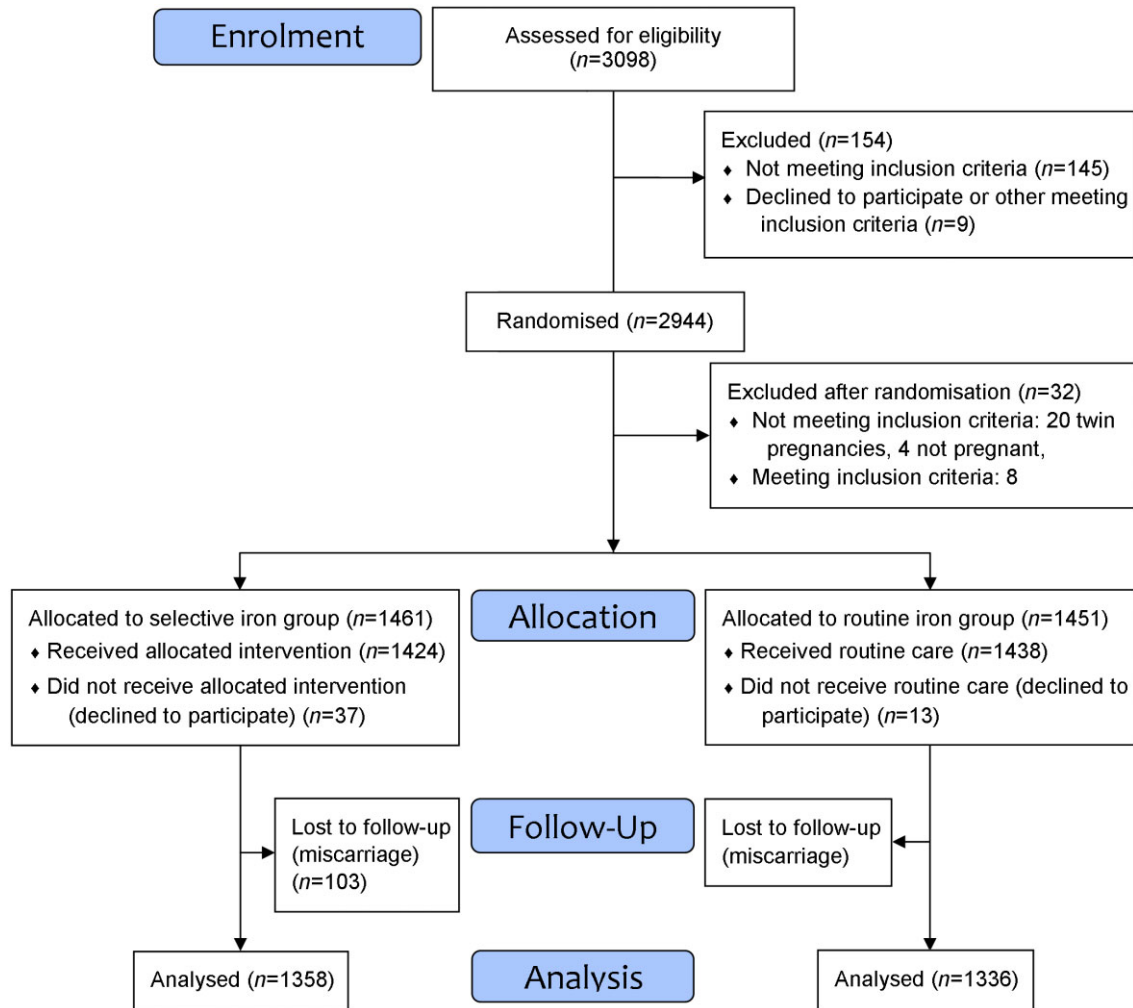 Enrolment
Assessed for eligibility
(n=3098)
Excluded (n=154)
♦ Not meeting inclusion criteria (n=145)
♦ Declined to participate or other meeting
inclusion criteria (n=9)
Randomised (n=2944)
Excluded after randomisation (n=32)
♦ Not meeting inclusion criteria: 20 twin
pregnancies, 4 not pregnant,
♦ Meeting inclusion criteria: 8
Allocation
Allocated to selective iron group (n=1461)
♦ Received allocated intervention (n=1424)
♦ Did not receive allocated intervention
(declined to participate) (n=37)
Allocated to routine iron group (n=1451)
♦ Received routine care (n=1438)
♦ Did not receive routine care (declined to
participate) (n=13)
Follow-Up
Lost to follow-up
(miscarriage)
(n=103)
Lost to follow-up
(miscarriage)
Analysis
Analysed (n=1358)
Analysed (n=1336)